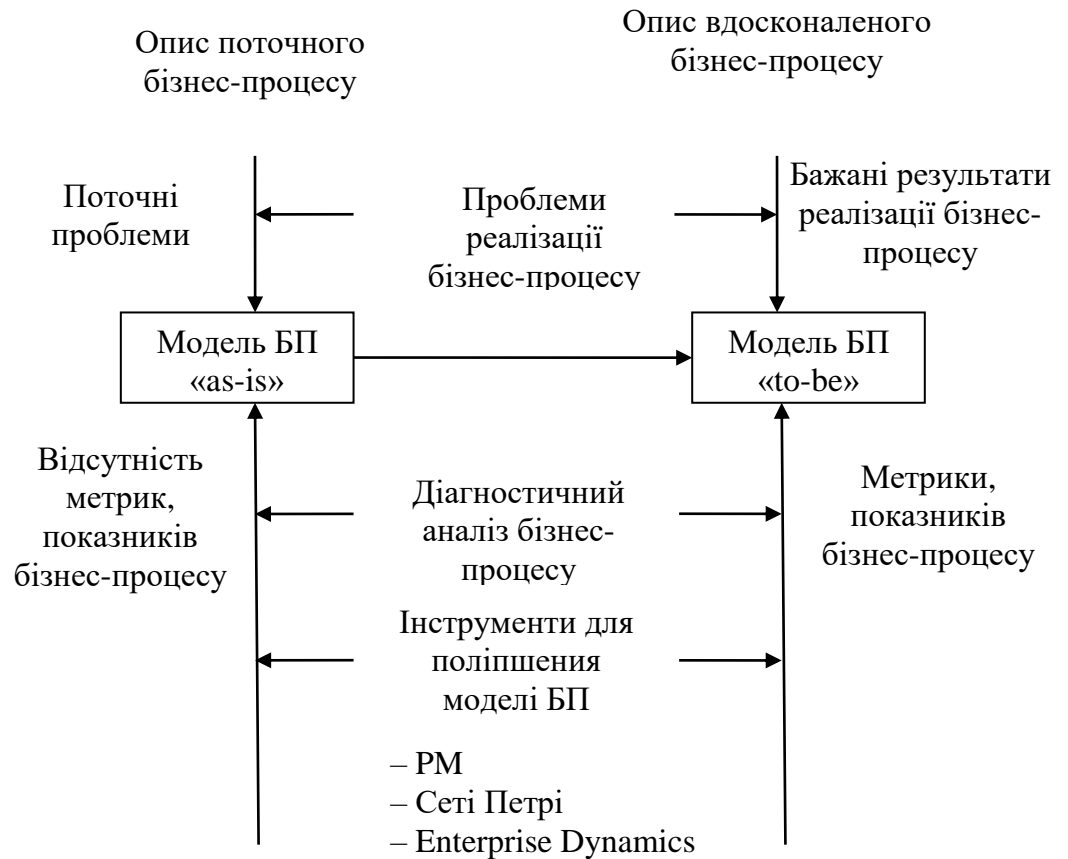 Опис поточного
бізнес-процесу
Опис вдосконаленого
бізнес-процесу
Поточні
проблеми
Проблеми
реалізації
бізнес-процесу
Бажані результати
реалізації бізнес-
процесу
Модель БП
«as-is»
Модель БП
«to-be»
Відсутність
метрик,
показників
бізнес-процесу
Діагностичний
аналіз бізнес-
процесу
Метрики,
показників
бізнес-процесу
Інструменти для
поліпшення
моделі БП
– PM
– Сеті Петрі
– Enterprise Dynamics